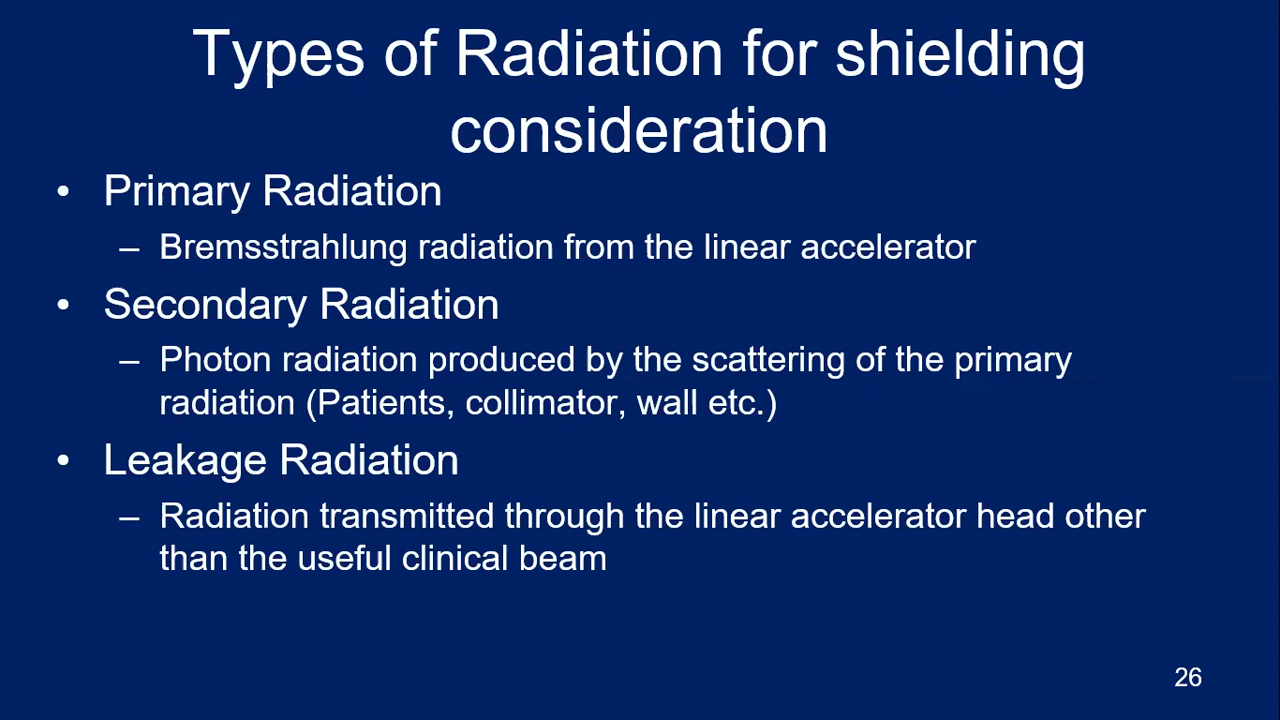 Types of Radiation for shielding
consideration
• Primary Radiation
– Bremsstrahlung radiation from the linear accelerator
• Secondary Radiation
– Photon radiation produced by the scattering of the primary
radiation (Patients, collimator, wall etc.)
• Leakage Radiation
– Radiation transmitted through the linear accelerator head other
than the useful clinical beam
26